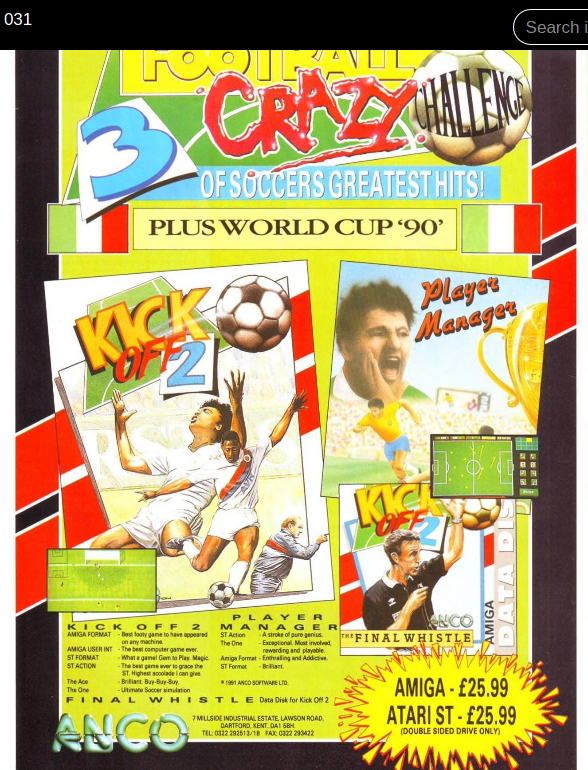 031
Search i
FOOTBALL
CRAZY
CHALLENGE
3
OF SOCCERS GREATEST HITS!
PLUS WORLD CUP ‘90’
KICK
OFF
2
Player
Manager
KICK
OFF
2
ANCO
THE FINAL WHISTLE
AMIGA
DATA DIS
KICK OFF 2
AMIGA FORMAT - Best footy game to have appeared
on any machine.
AMIGA USER INT - The best computer game ever.
ST FORMAT - What a game! Gem to Play. Magic.
ST ACTION - The best game ever to grace the
ST. Highest accolade I can give.
The Ace - Brilliant. Buy-Buy-Buy.
The One - Ultimate Soccer simulation
PLAYER
MANAGER
ST Action - A stroke of pure genius.
The One - Exceptional. Most involved,
rewarding and playable.
Amiga Format - Enthralling and Addictive.
ST Format - Brilliant.
© 1991 ANCO SOFTWARE LTD.
FINAL WHISTLE Data Disk for Kick Off 2
ANCO
7 MILLSIDE INDUSTRIAL ESTATE, LAWSON ROAD,
DARTFORD, KENT. DA1 5BH.
TEL: 0322 292513/18 FAX: 0322 293422
AMIGA - £25.99
ATARI ST - £25.99
(DOUBLE SIDED DRIVE ONLY)